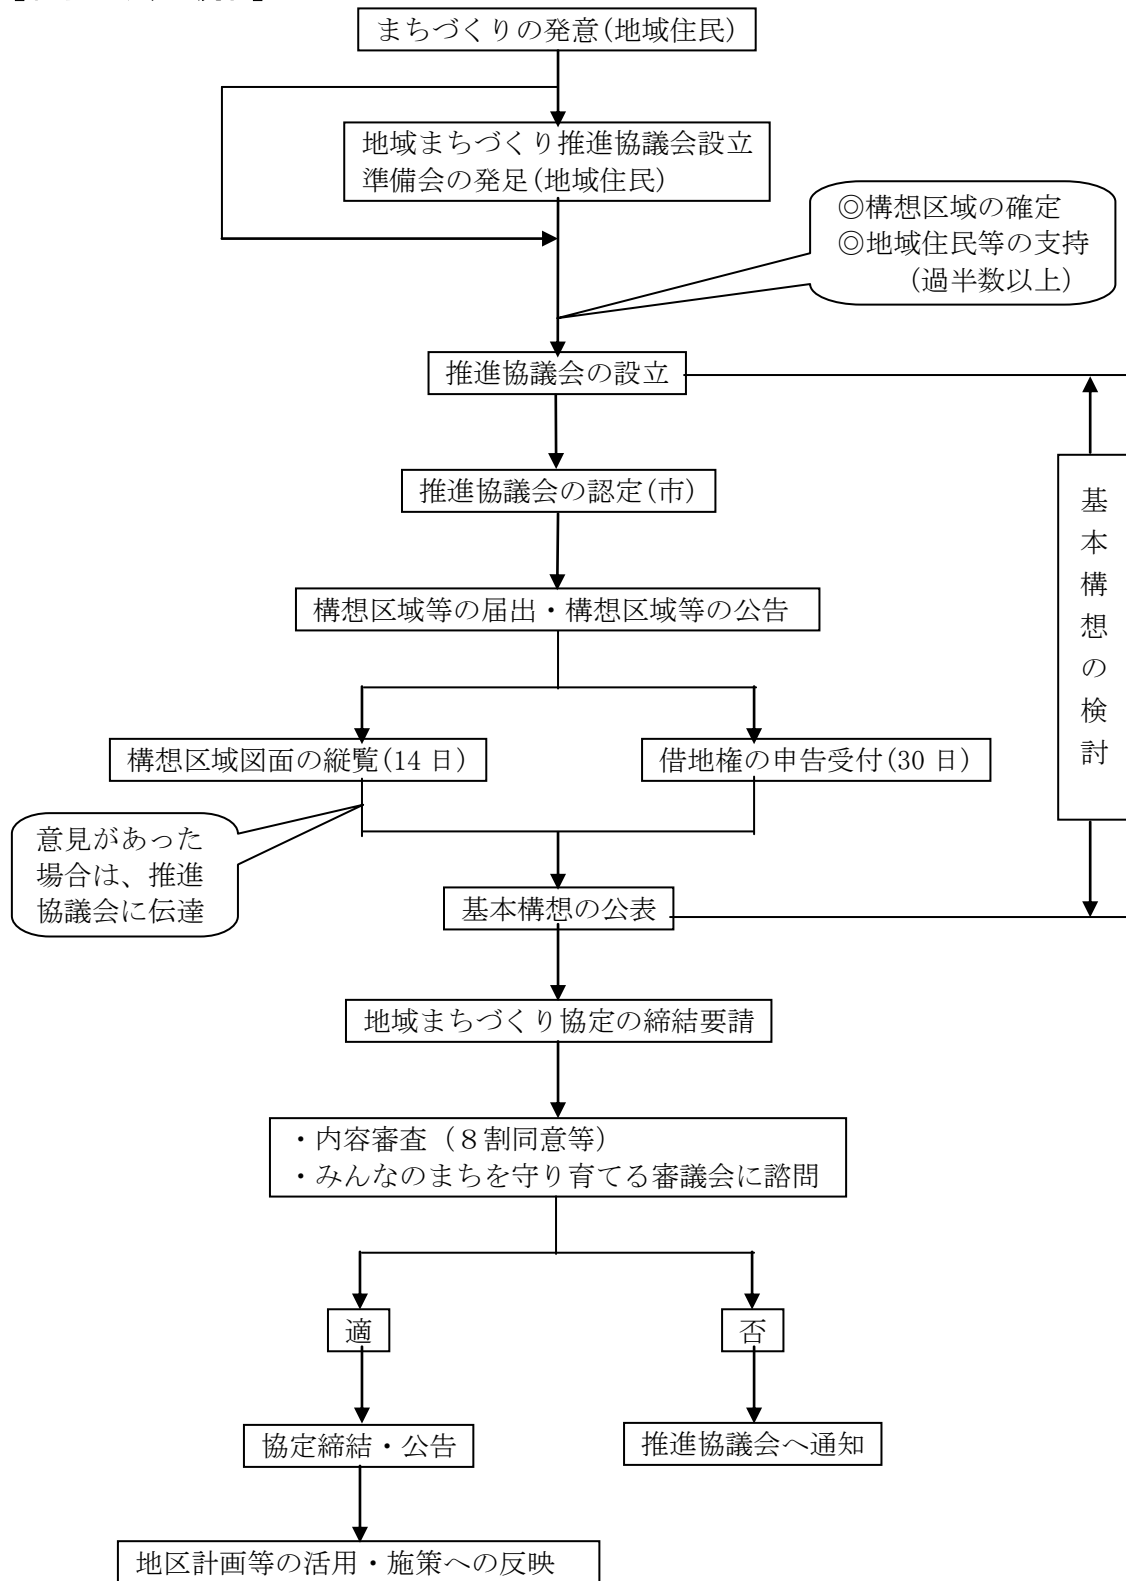 まちづくりの発意(地域住民)
地域まちづくり推進協議会設立
準備会の発足(地域住民)
◎構想区域の確定
◎地域住民等の支持
(過半数以上)
推進協議会の設立
推進協議会の認定(市)
基本構想の検討
構想区域等の届出・構想区域等の公告
構想区域図面の縦覧(14 日)
借地権の申告受付(30 日)
意見があった
場合は、推進
協議会に伝達
基本構想の公表
地域まちづくり協定の締結要請
・内容審査（８割同意等）
・みんなのまちを守り育てる審議会に諮問
適
否
協定締結・公告
推進協議会へ通知
地区計画等の活用・施策への反映